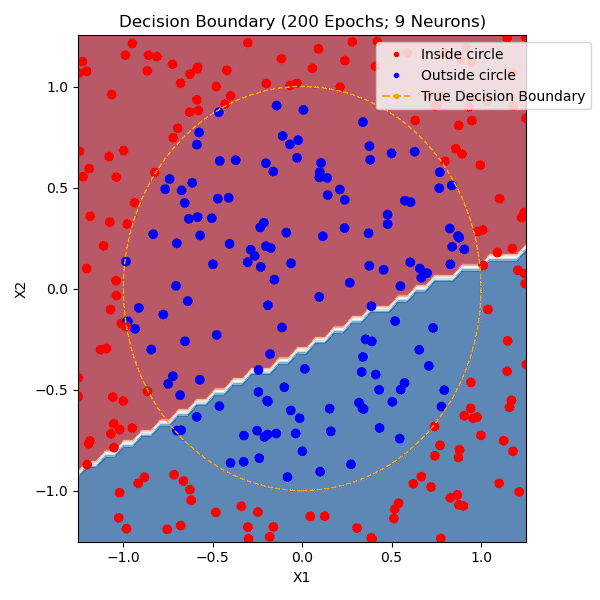 Decision Boundary (200 Epochs; 9 Neurons)
Inside circle
Outside circle
True Decision Boundary
X2
1.0
0.5
0.0
−0.5
−1.0
−1.0 −0.5 0.0 0.5 1.0
X1